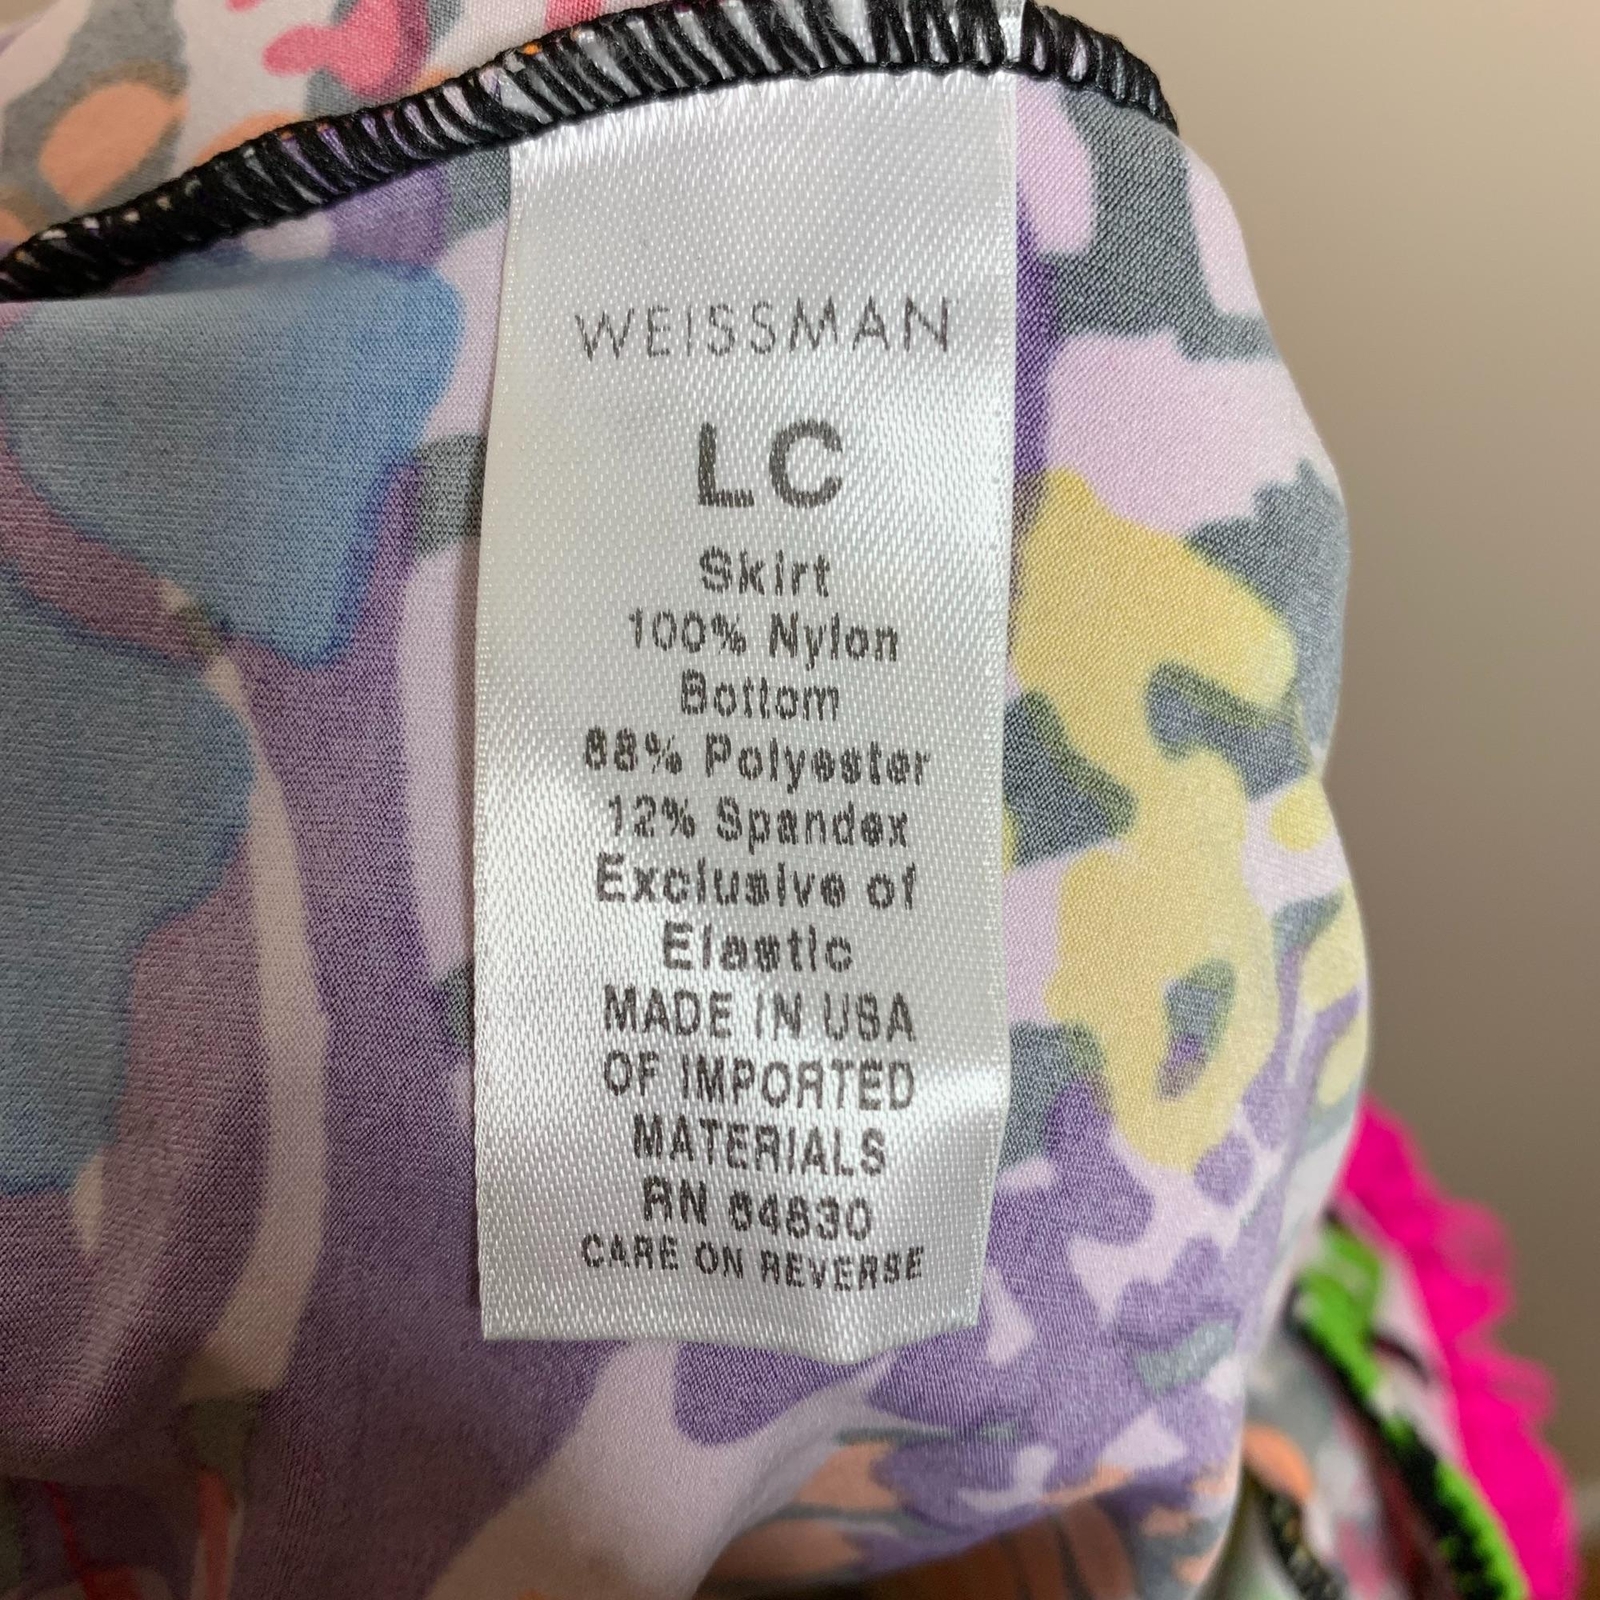 WEISSMAN
LC
Skirt
100% Nylon
Bottom
88% Polyester
12% Spandex
Exclusive of
Elastic
MADE IN USA
OF IMPORTED
MATERIALS
RN
CARE ON REVERSE